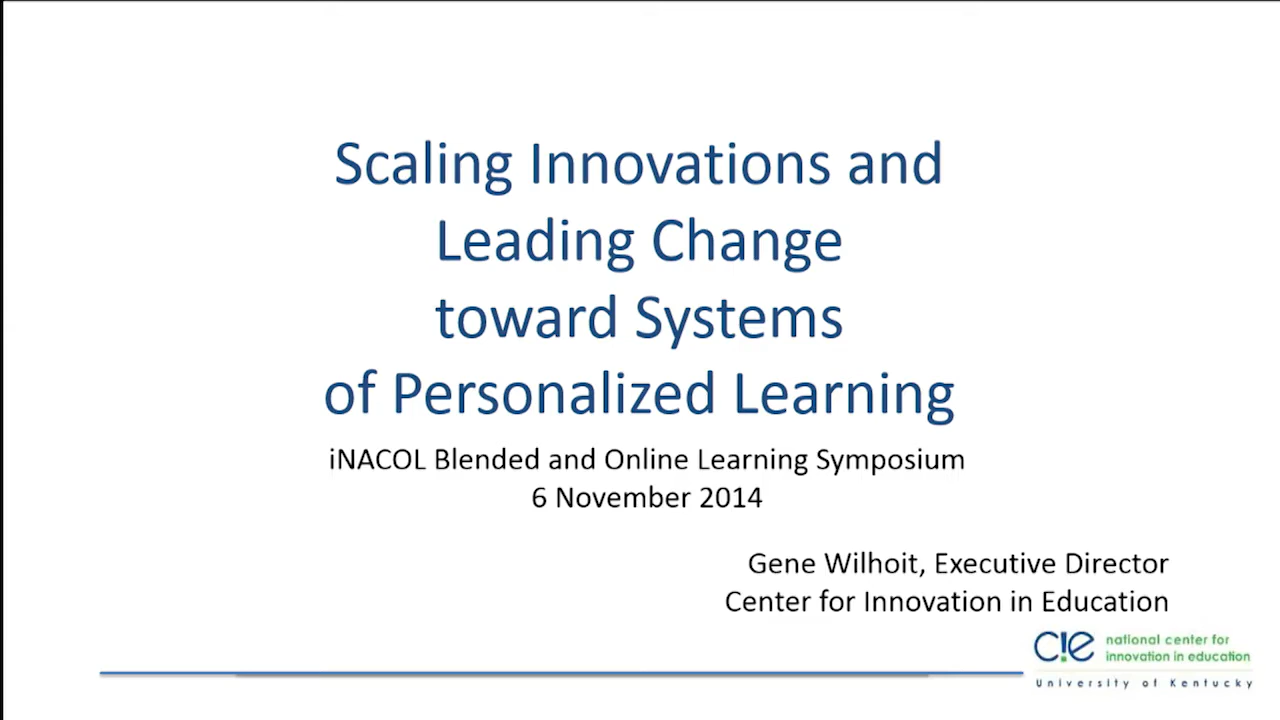 Scaling Innovations and
Leading Change
toward Systems
of Personalized Learning
iNACOL Blended and Online Learning Symposium
6 November 2014
Gene Wilhoit, Executive Director
Center for Innovation in Education
c!e national center for
innovation in education
University of Kentucky